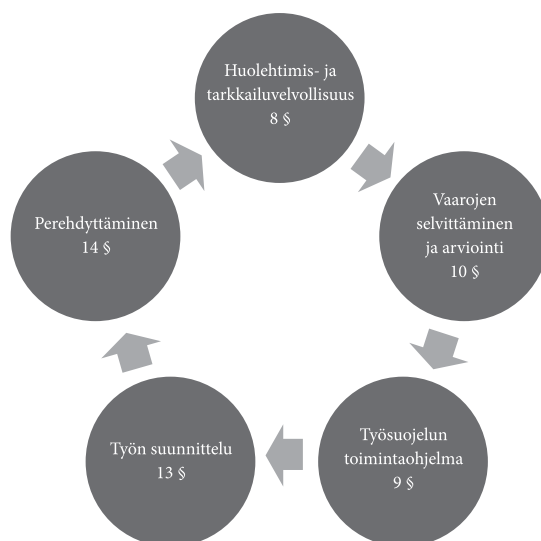 Huolehtimis- ja
tarkkailuvelvollisuus
8 §
Vaarojen
selvittäminen
ja arviointi
10 §
Työsuojelun
toimintaohjelma
9 §
Työn suunnittelu
13 §
Perehdyttäminen
14 §